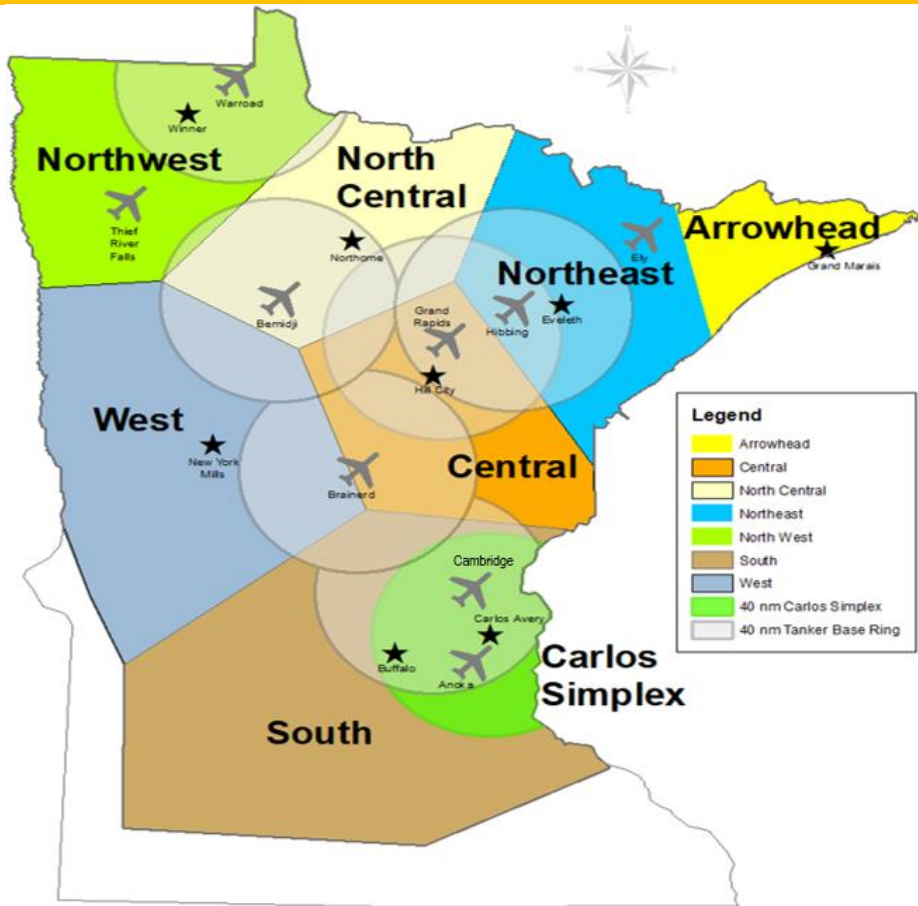 N
W
E
S
Warroad
Winner
Northwest
North
Central
Thief
River
Falls
Northome
Arrowhead
Grand Marais
Ely
Northeast
Bemidji
Grand
Rapids
Hibbing
Eveleth
Hill City
West
New York
Mills
Central
Brainerd
Legend
Arrowhead
Central
North Central
Northeast
North West
South
West
40 nm Carlos Simplex
40 nm Tanker Base Ring
Cambridge
Carlos Avery
Buffalo
Anoka
Carlos
Simplex
South